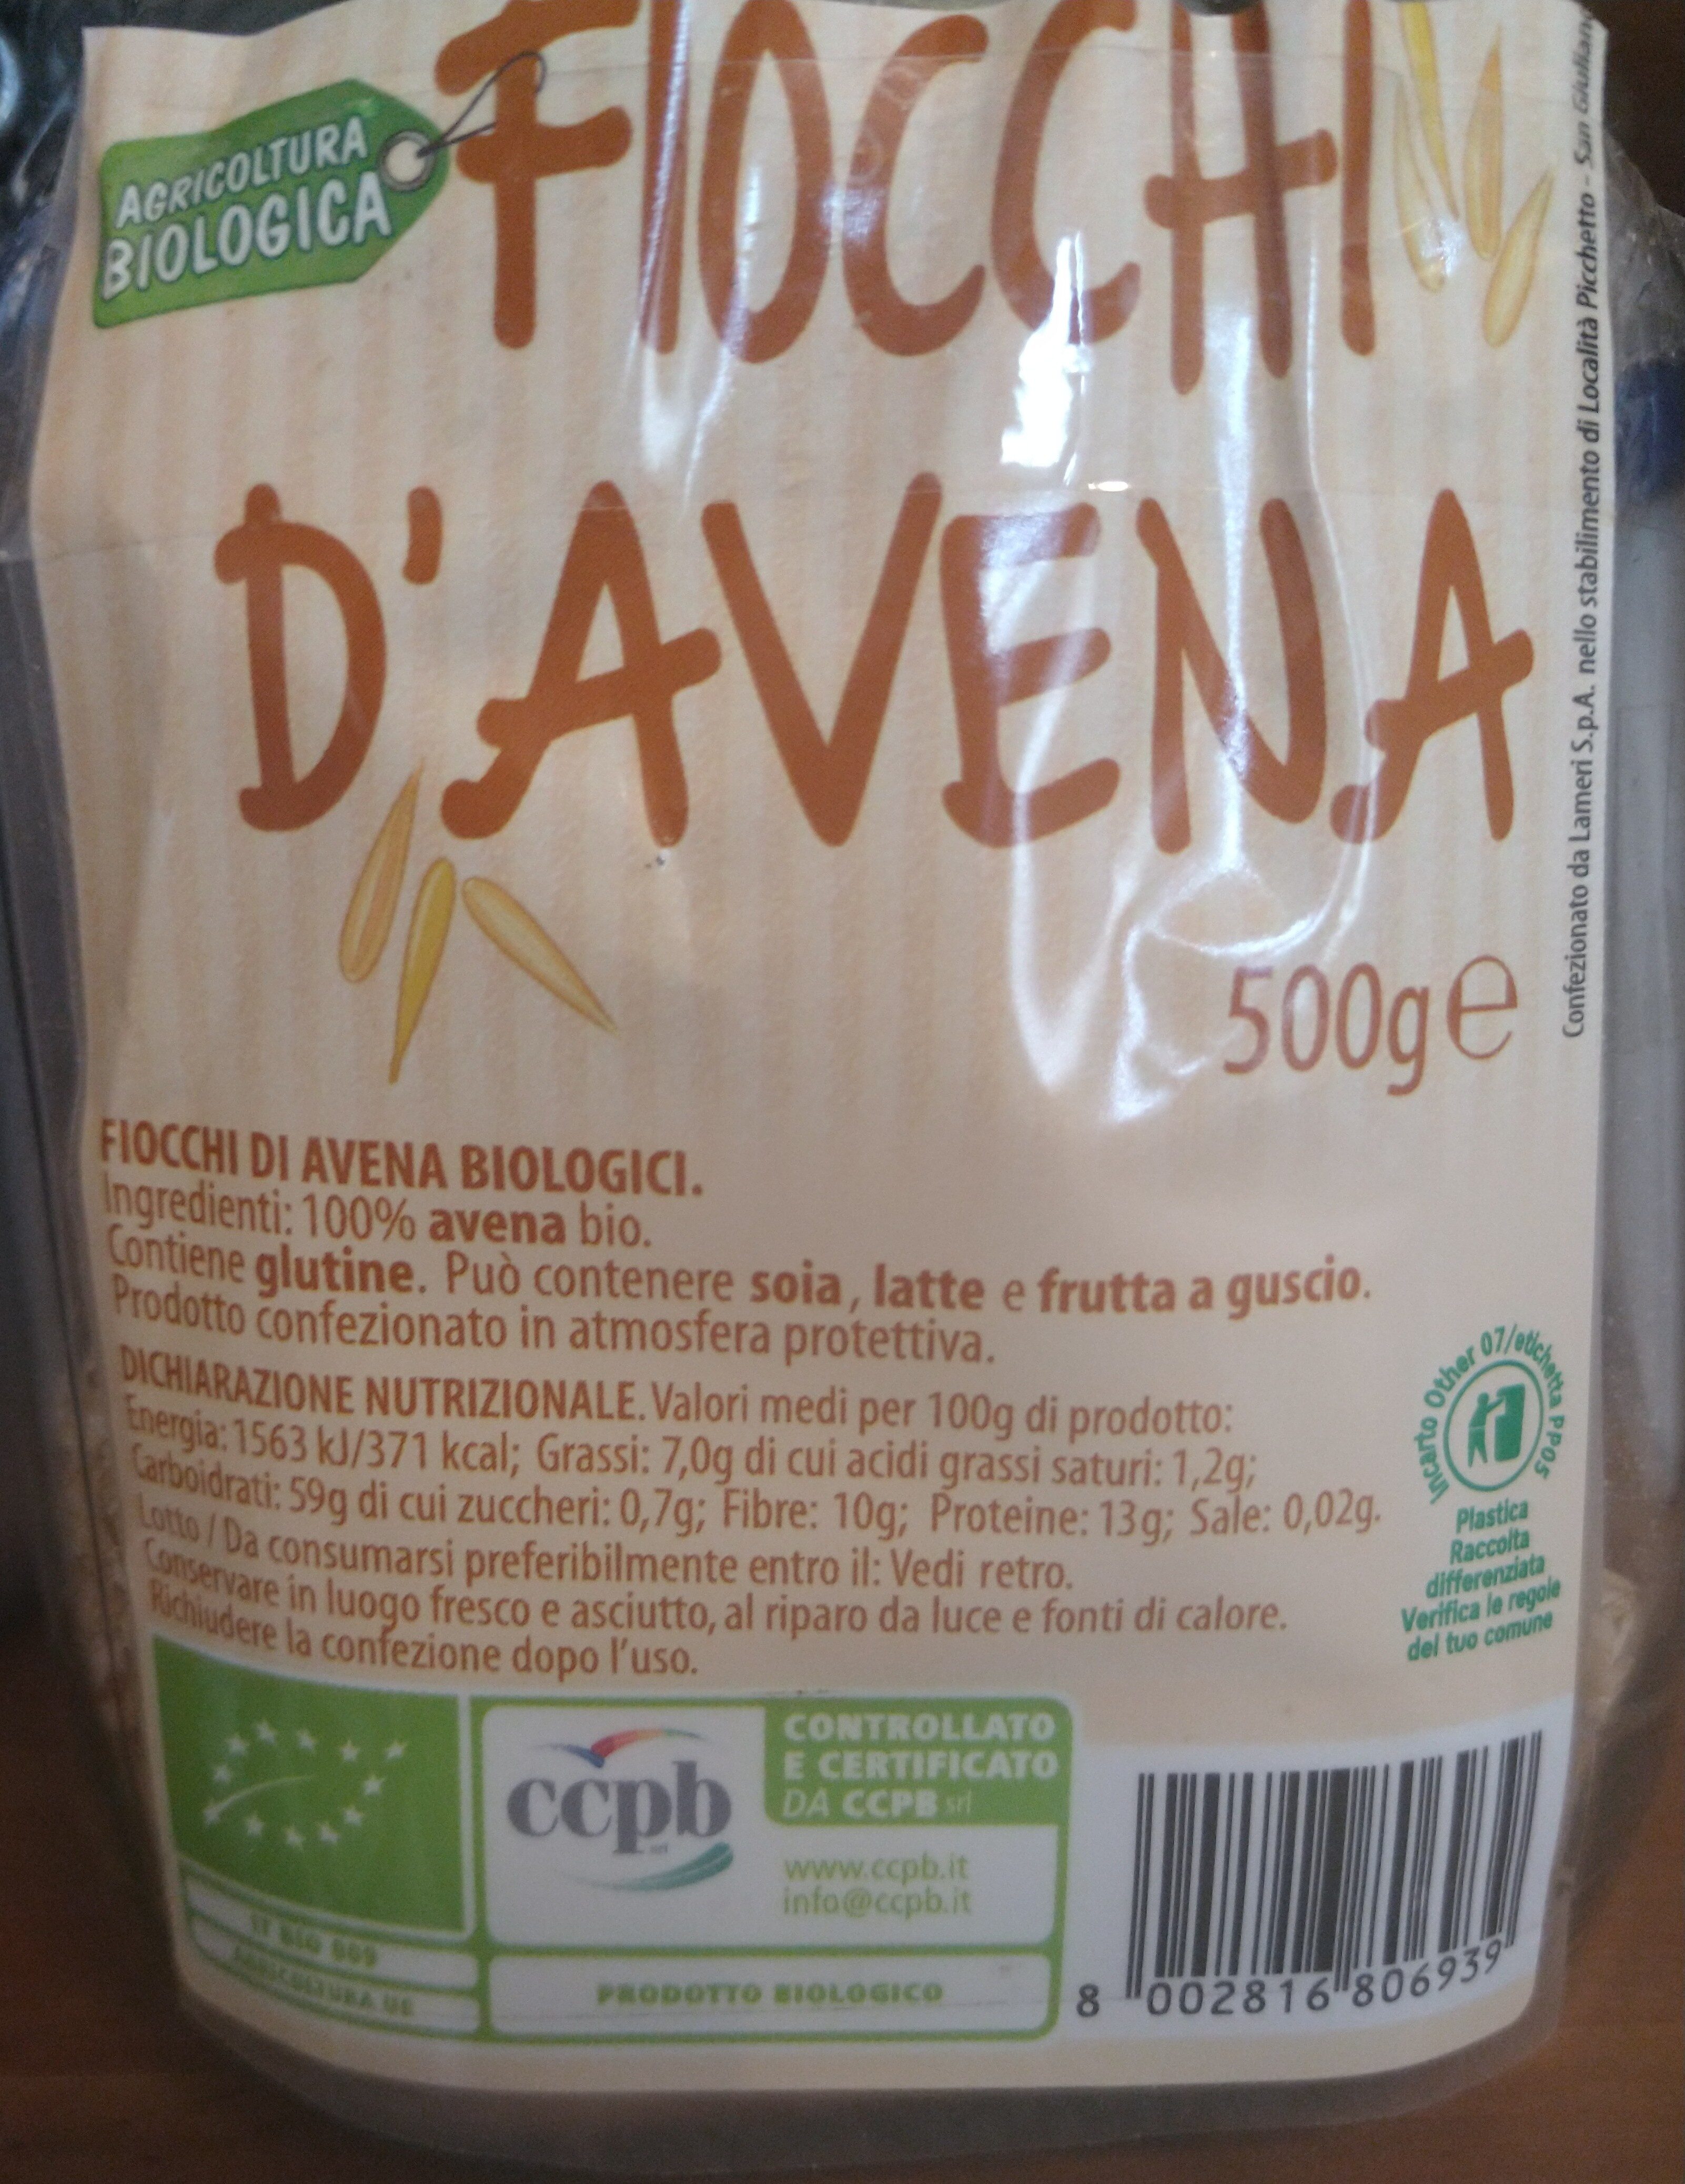 AGRICOLTURA
BIOLOGICA
FIOCCHI
D'AVENA
500g e
Confezionato da Lameri S.p.A. nello stabilimento di Località Picchetto - San
FIOCCHI DI AVENA BIOLOGICI.
Ingredienti: 100% avena bio.
Contiene glutine. Può contenere soia, latte e frutta a guscio.
Prodotto confezionato in atmosfera protettiva.
DICHIARAZIONE NUTRIZIONALE. Valori medi per 100g di prodotto:
Energia: 1563 kJ/371 kcal; Grassi: 7,0g di cui acidi grassi saturi: 1,2g;
Carboidrati: 59g di cui zuccheri: 0,7g; Fibre: 10g; Proteine: 13g; Sale: 0,02g.
Lotto / Da consumarsi preferibilmente entro il: Vedi retro.
Conservare in luogo fresco e asciutto, al riparo da luce e fonti di calore.
Richiudere la confezione dopo l'uso.
Incarto Other 07/etichetta PP05
Plastica
Raccolta
differenziata
Verifica le regole
del tuo comune
ccpb
srl
CONTROLLATO
E CERTIFICATO
DA CCPB srl
www.ccpb.it
info@ccpb.it
IT BIO 009
AGRICOLTURA UE
PRODOTTO BIOLOGICO
8 002816 806939